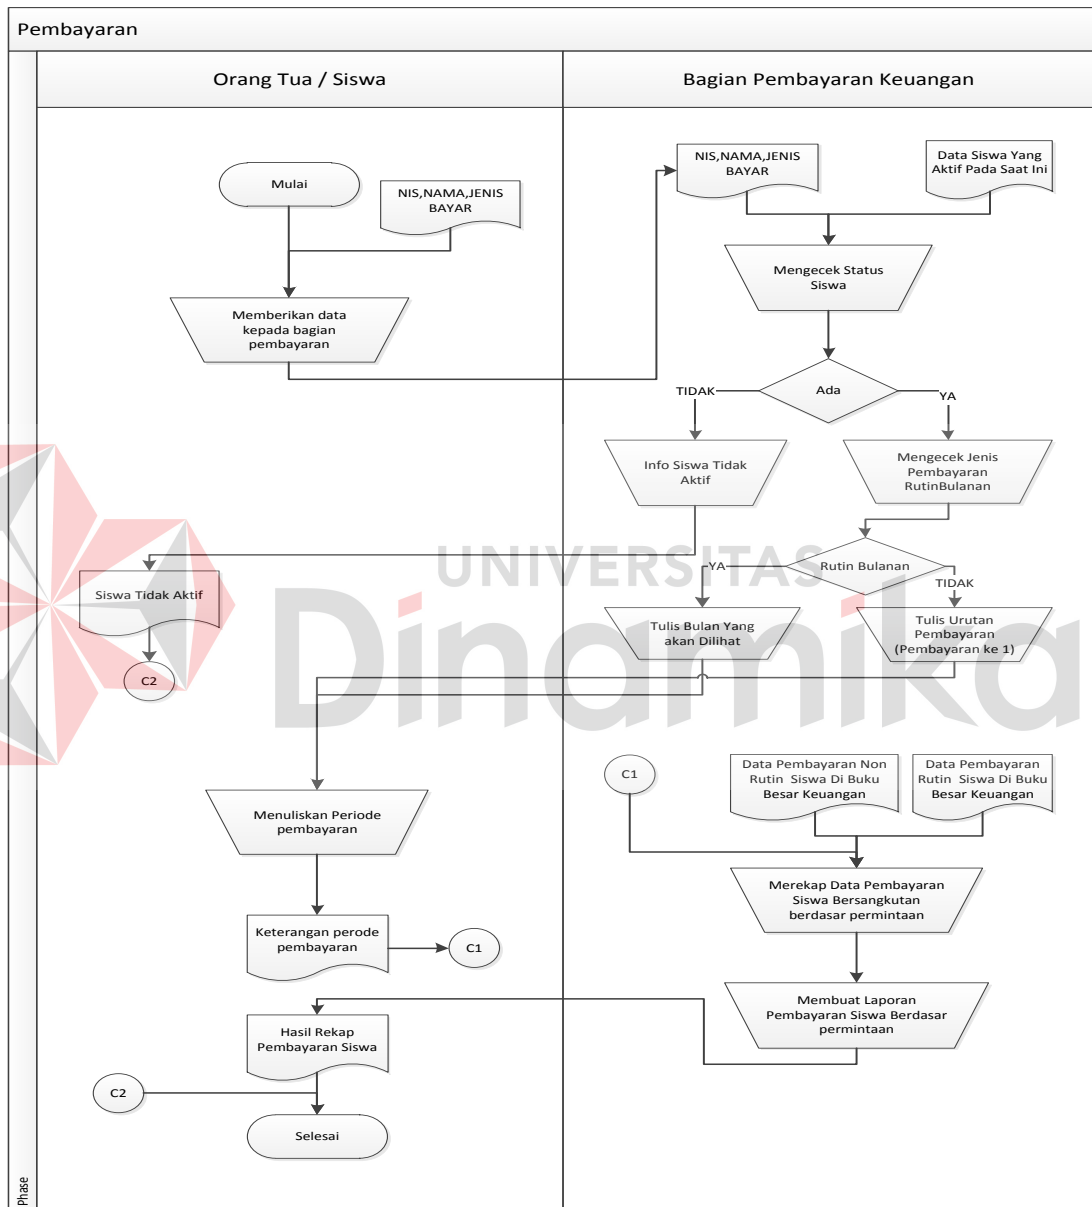 Pembayaran
Orang Tua / Siswa
Bagian Pembayaran Keuangan
Mulai
NIS,NAMA,JENIS
BAYAR
NIS,NAMA,JENIS
BAYAR
Data Siswa Yang
Aktif Pada Saat Ini
Memberikan data
kepada bagian
pembayaran
Mengecek Status
Siswa
Ada
TIDAK
YA
Info Siswa Tidak
Aktif
Mengecek Jenis
Pembayaran
RutinBulanan
UNIVERSITAS
Dinamika
Rutin Bulanan
YA
TIDAK
Siswa Tidak Aktif
C2
Tulis Bulan Yang
akan Dilihat
Tulis Urutan
Pembayaran
(Pembayaran ke 1)
C1
Data Pembayaran Non
Rutin Siswa Di Buku
Besar Keuangan
Data Pembayaran
Rutin Siswa Di Buku
Besar Keuangan
Menuliskan Periode
pembayaran
Merekap Data Pembayaran
Siswa Bersangkutan
berdasar permintaan
Keterangan perode
pembayaran
C1
Membuat Laporan
Pembayaran Siswa Berdasar
permintaan
Hasil Rekap
Pembayaran Siswa
C2
Selesai
Phase